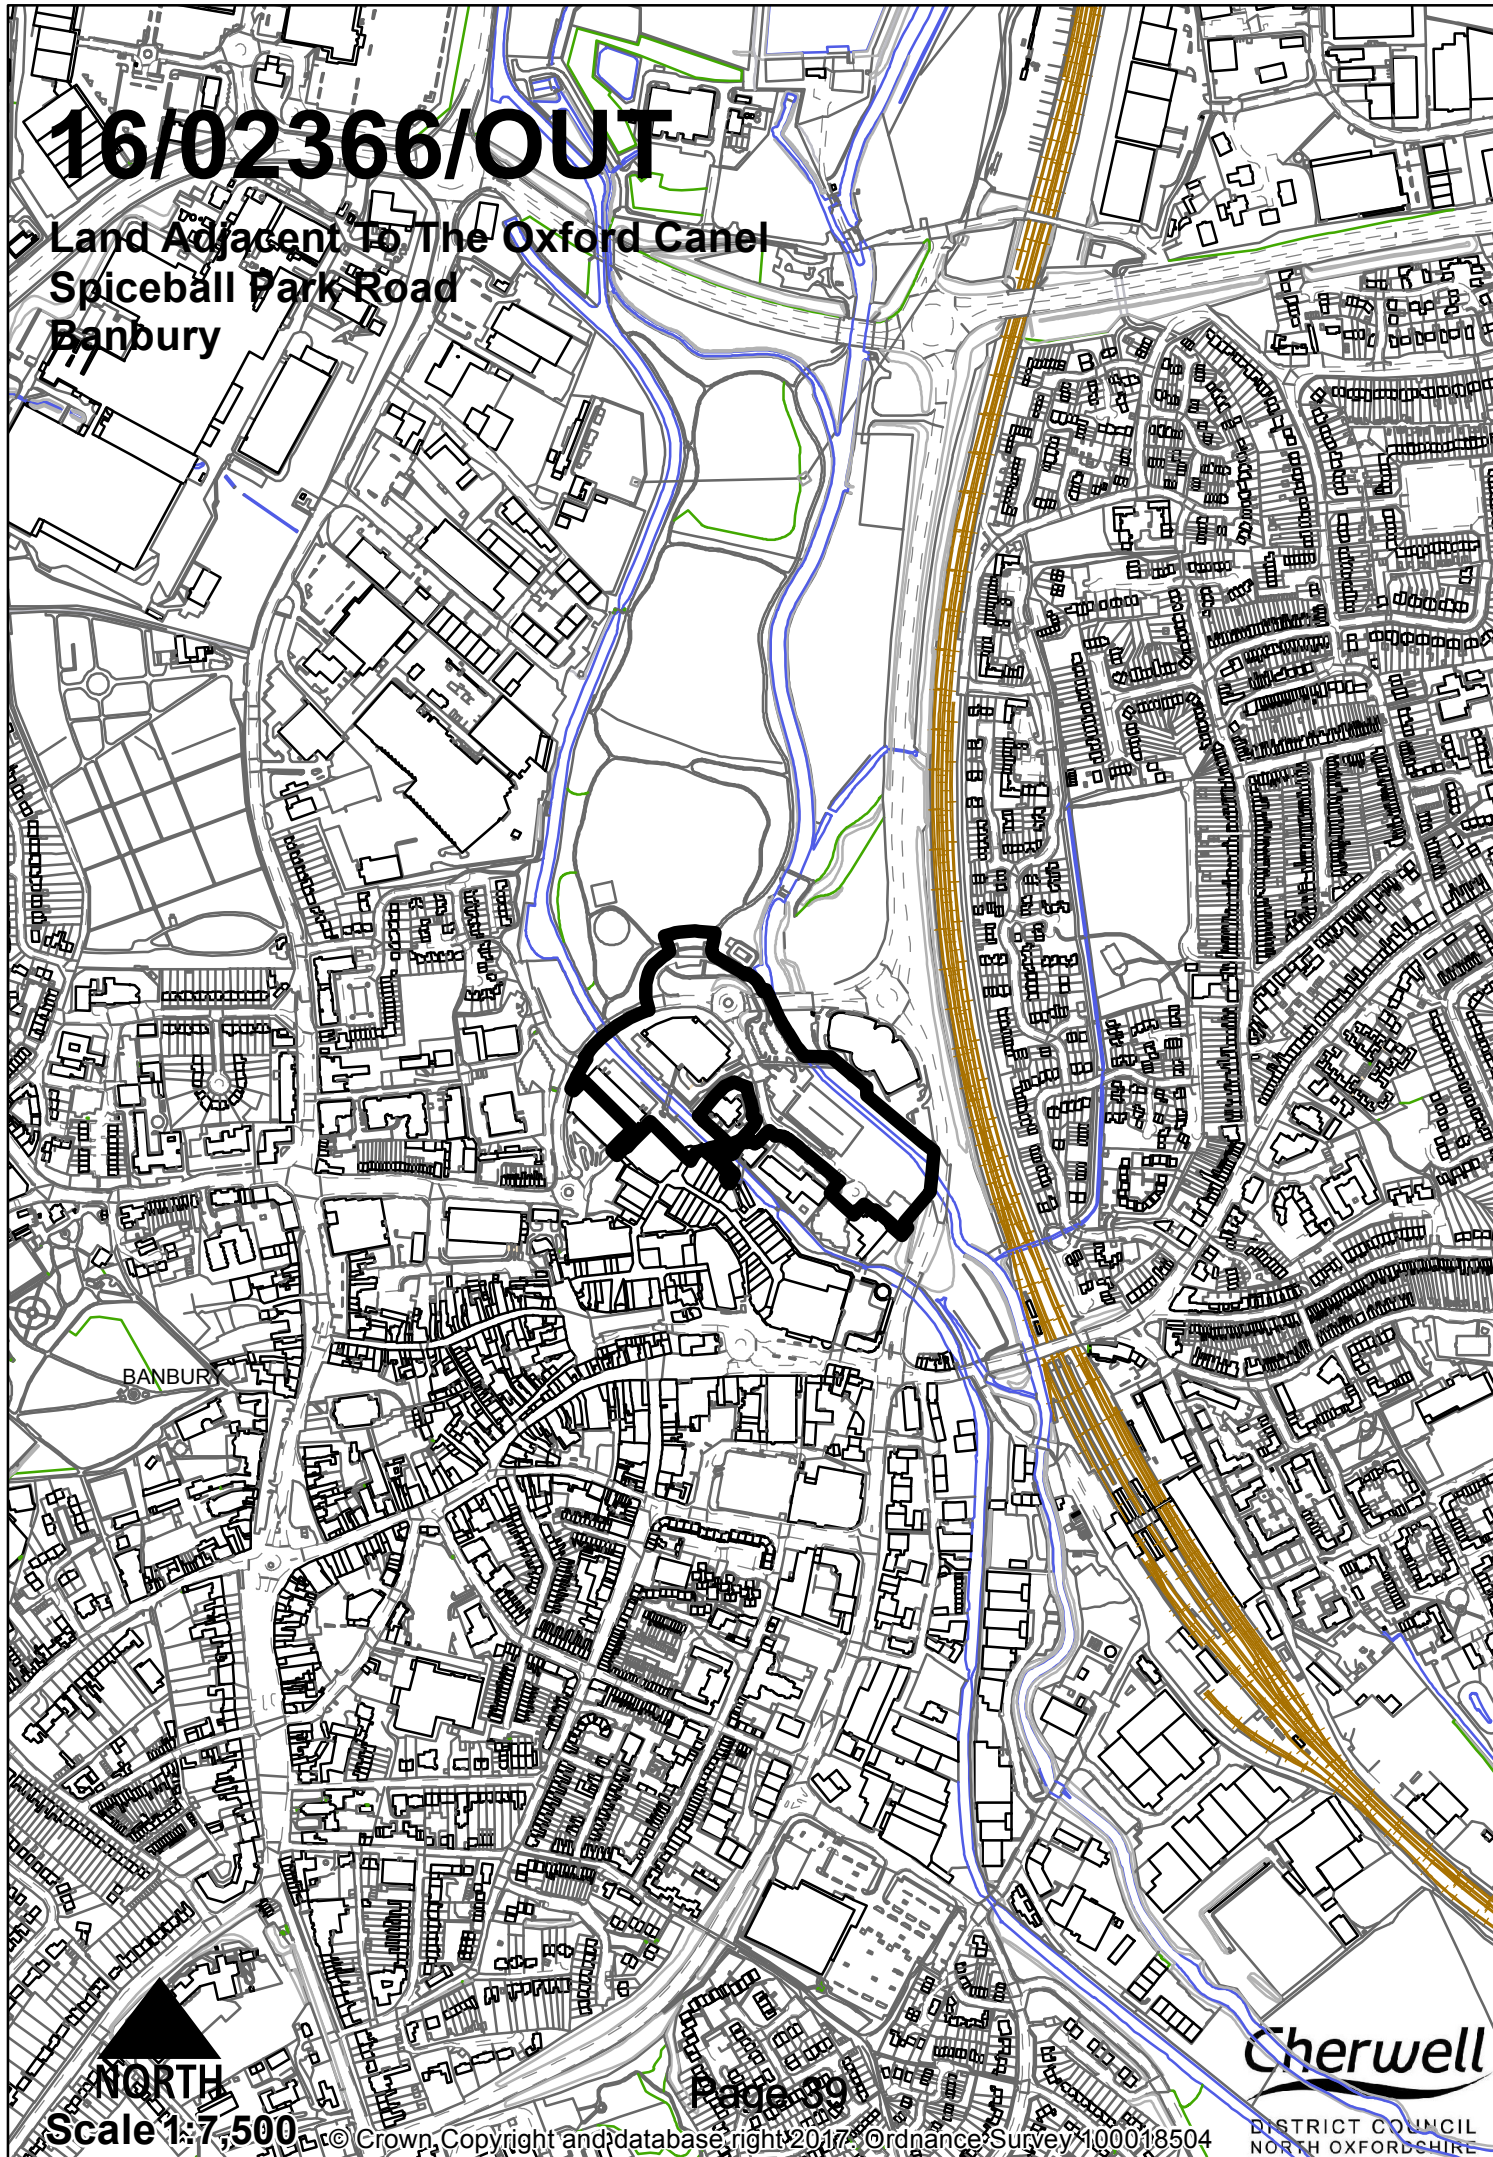 16/02366/OUT
Land Adjacent To The Oxford Canel
Spiceball Park Road
Banbury
BANBURY
NORTH
Scale 1:7,500
Page 39
© Crown Copyright and database right 2017. Ordnance Survey 100018504
Cherwell
DISTRICT COUNCIL
NORTH OXFORDSHIRE